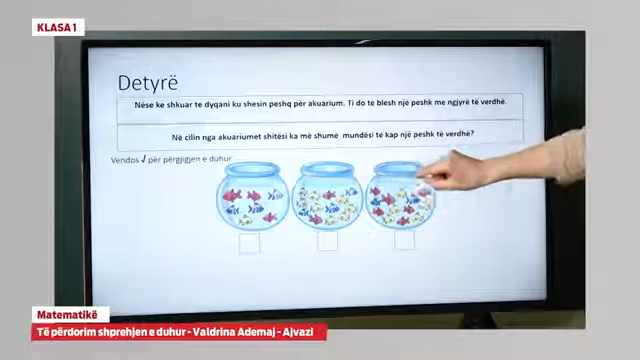 KLASA 1
Detyrë
Nëse ke shkuar te dyqani ku shesin peshq për akuarium. Ti do te blesh një peshk me ngjyrë të verdhë.
Në cilin nga akuariumet shitësi ka më shumë mundësi të kap një peshk të verdhë?
Vendos √ për përgjigjen e duhur
Matematikë
Të përdorim shprehjen e duhur - Valdrina Ademaj - Ajvazi